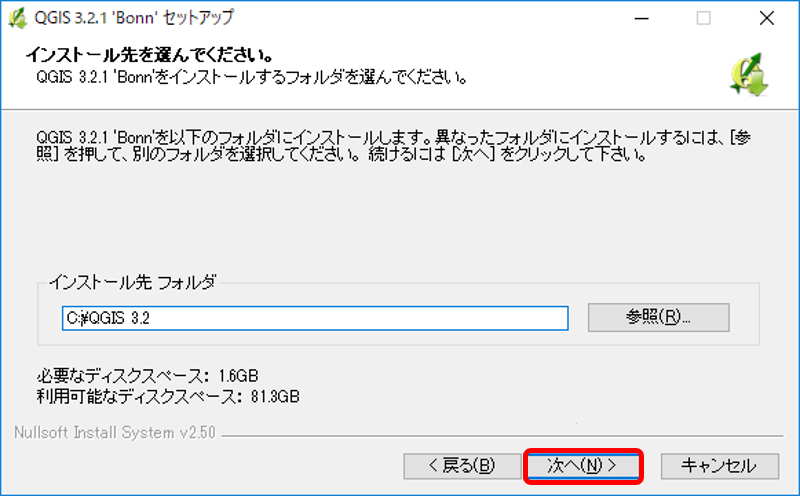 QGIS 3.2.1 'Bonn' セットアップ
インストール先を選んでください。
QGIS 3.2.1 'Bonn'をインストールするフォルダを選んでください。
QGIS 3.2.1 'Bonn'を以下のフォルダにインストールします。異なったフォルダにインストールするには、[参
照] を押して、別のフォルダを選択してください。 続けるには [次へ] をクリックして下さい。
インストール先 フォルダ
C:¥QGIS 3.2
参照(R)...
必要なディスクスペース: 1.6GB
利用可能なディスクスペース: 81.3GB
Nullsoft Install System v2.50
< 戻る(B)
次へ(N) >
キャンセル